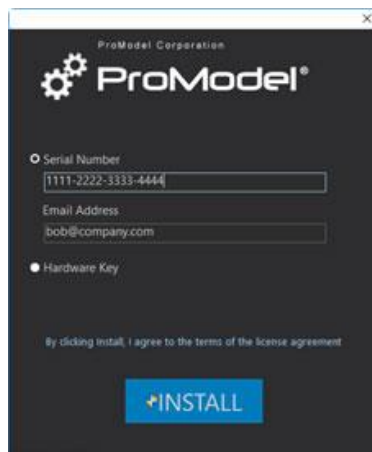 ProModel Corporation
ProModel®
Serial Number
1111-2222-3333-4444
Email Address
bob@company.com
Hardware Key
By clicking install, I agree to the terms of the license agreement
INSTALL